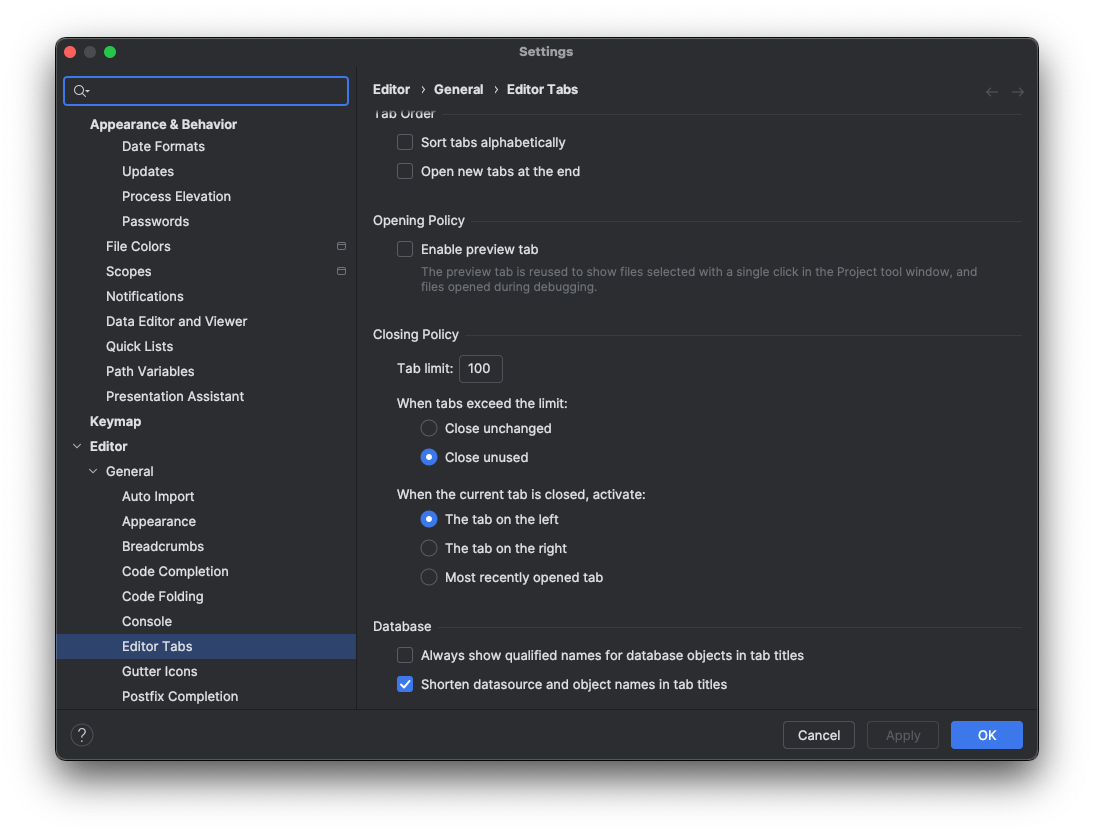 Settings
Appearance & Behavior
Date Formats
Updates
Process Elevation
Passwords
File Colors
Scopes
Notifications
Data Editor and Viewer
Quick Lists
Path Variables
Presentation Assistant
Keymap
Editor
General
Auto Import
Appearance
Breadcrumbs
Code Completion
Code Folding
Console
Editor Tabs
Gutter Icons
Postfix Completion
Editor › General › Editor Tabs
Tab Order
Sort tabs alphabetically
Open new tabs at the end
Opening Policy
Enable preview tab
The preview tab is reused to show files selected with a single click in the Project tool window, and
files opened during debugging.
Closing Policy
Tab limit: 100
When tabs exceed the limit:
Close unchanged
Close unused
When the current tab is closed, activate:
The tab on the left
The tab on the right
Most recently opened tab
Database
Always show qualified names for database objects in tab titles
Shorten datasource and object names in tab titles
? Cancel Apply OK